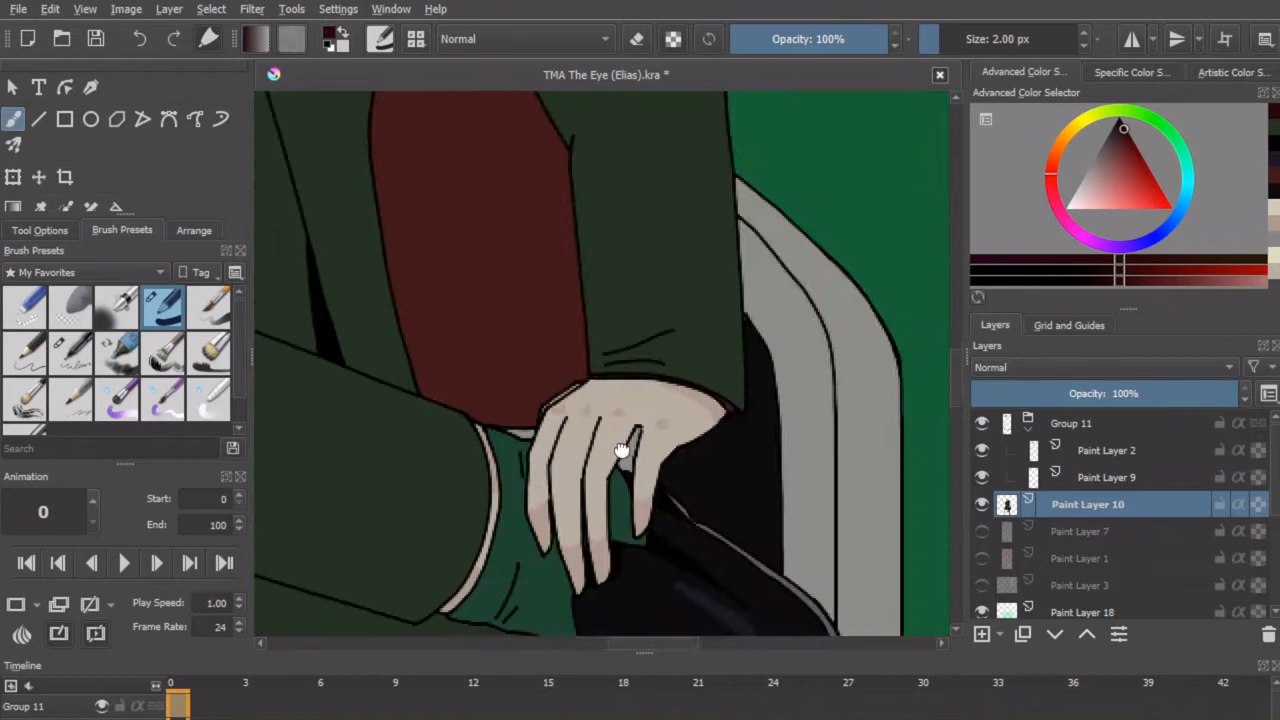 File Edit View Image Layer Select Filter Tools Settings Window Help
Normal Opacity: 100% Size: 2.00 px
TMA The Eye (Elias).kra *
Advanced Color S... Specific Color S... Artistic Color S...
Advanced Color Selector
Tool Options Brush Presets Arrange
Brush Presets
My Favorites Tag
Search
Animation
0 Start: 0
End: 100
Play Speed: 1.00
Frame Rate: 24
Layers Grid and Guides
Layers
Normal
Opacity: 100%
Group 11
Paint Layer 2
Paint Layer 9
Paint Layer 10
Paint Layer 7
Paint Layer 1
Paint Layer 3
Paint Layer 18
Timeline
0 3 6 9 12 15 18 21 24 27 30 33 36 39 42
Group 11